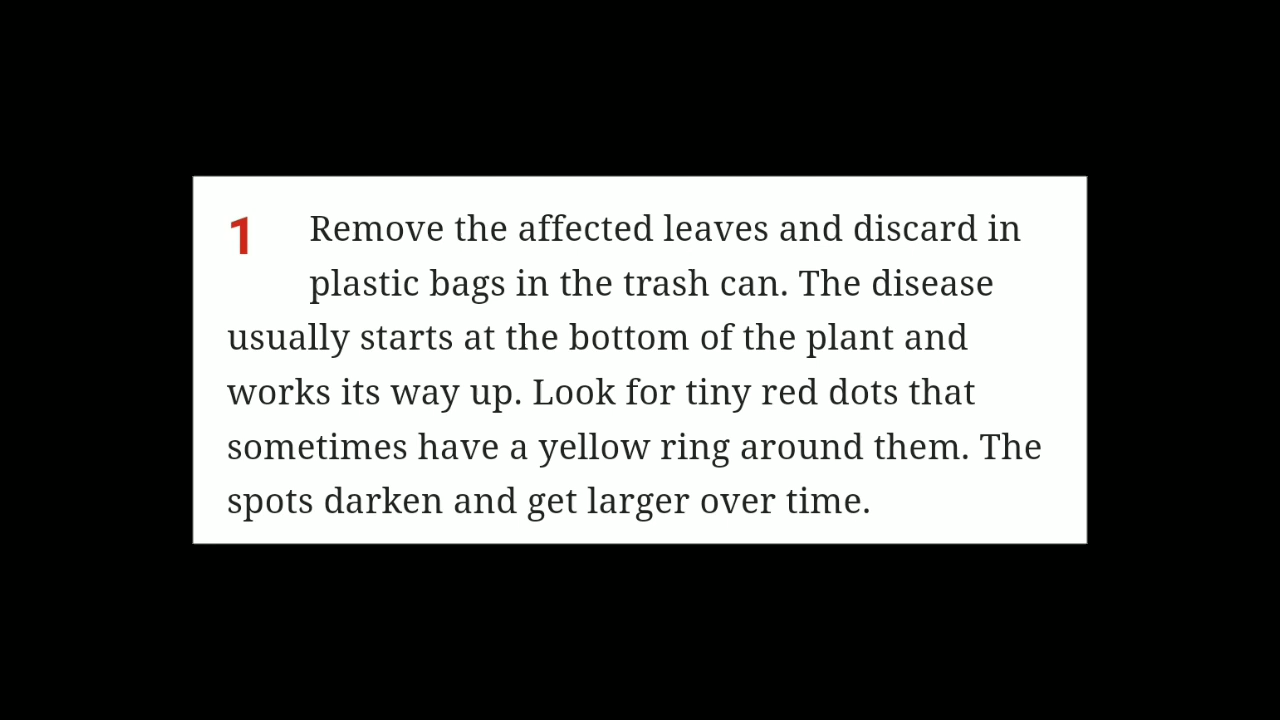 1 Remove the affected leaves and discard in
plastic bags in the trash can. The disease
usually starts at the bottom of the plant and
works its way up. Look for tiny red dots that
sometimes have a yellow ring around them. The
spots darken and get larger over time.